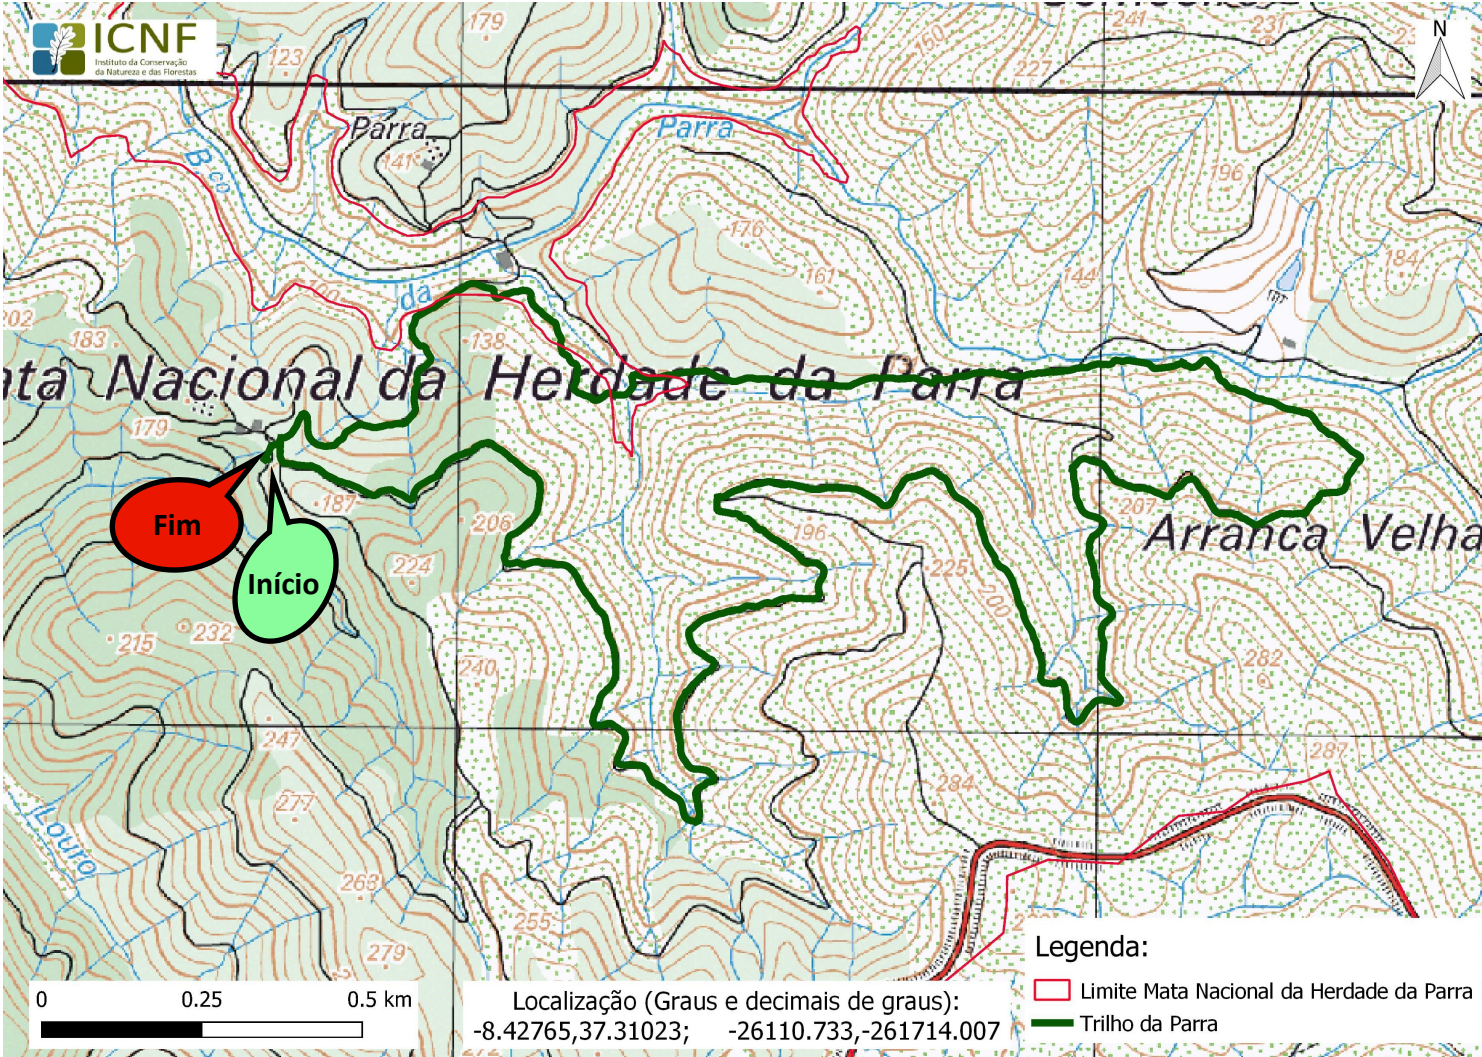 ICNF
Instituto da Conservação
da Natureza e das Florestas
N
179
241
231
123
160
227
Parra
Parra
141
B.co
196
176
184
161
144
da
202
183
138
ata Nacional da Herdade da Parra
179
187
206
196
207
Fim
Arranca Velha
224
225
Início
200
215
232
240
282
247
287
284
277
Louro
263
255
279
272
0 0.25 0.5 km
Localização (Graus e decimais de graus):
-8.42765,37.31023; -26110.733,-261714.007
Legenda:
Limite Mata Nacional da Herdade da Parra
Trilho da Parra